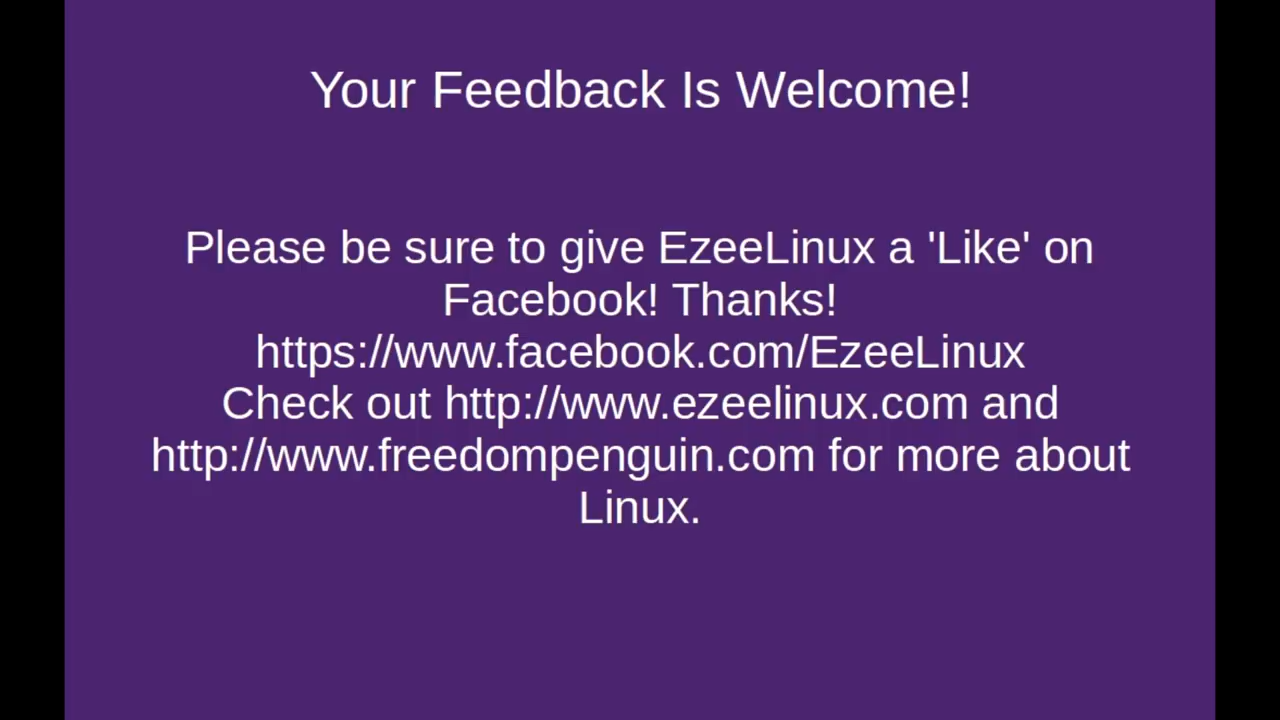 Your Feedback Is Welcome!
Please be sure to give EzeeLinux a 'Like' on
Facebook! Thanks!
https://www.facebook.com/EzeeLinux
Check out http://www.ezeelinux.com and
http://www.freedompenguin.com for more about
Linux.